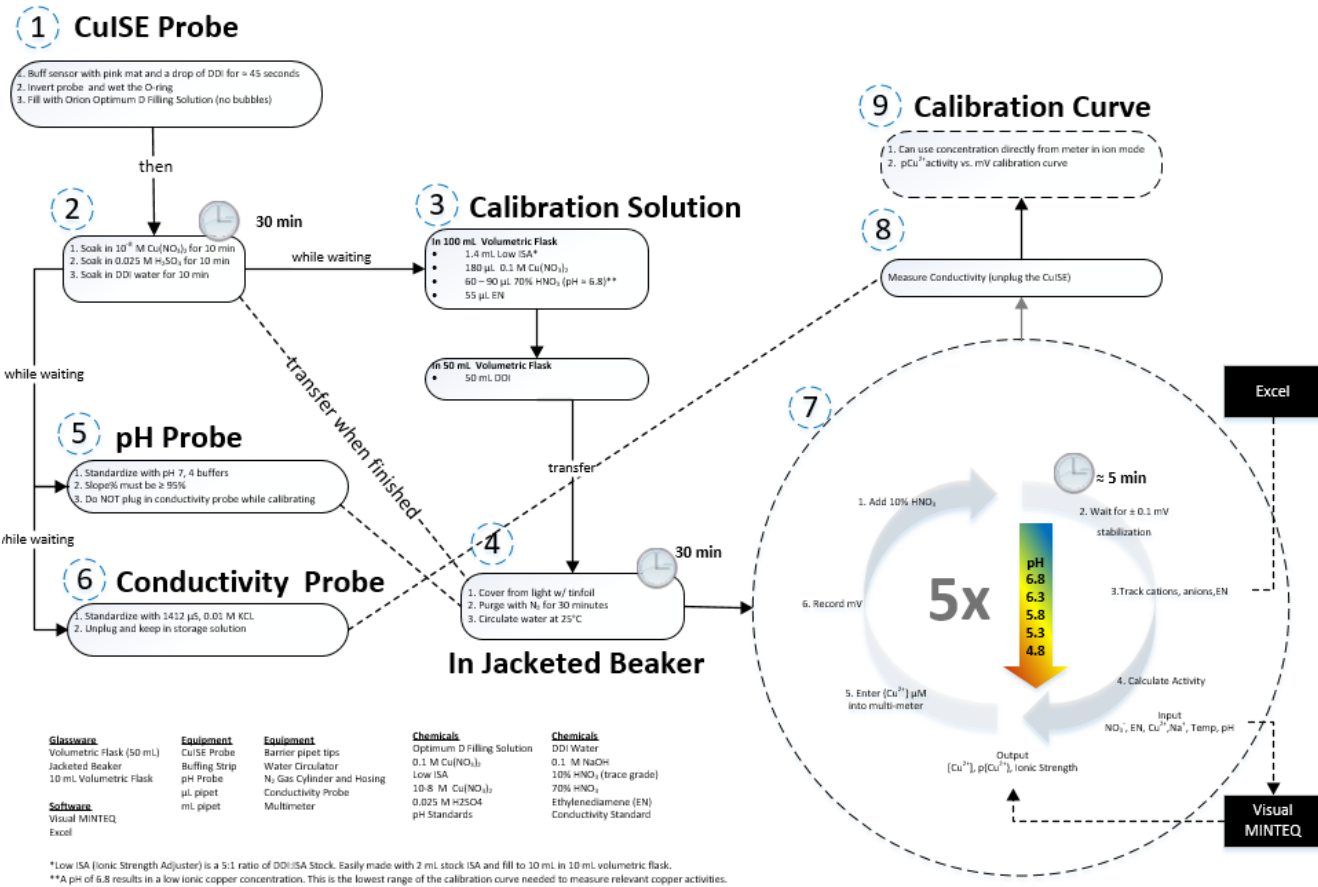 1 CuISE Probe
1. Buff sensor with pink mat and a drop of DDI for ≈ 45 seconds
2. Invert probe and wet the O-ring
3. Fill with Orion Optimum D Filling Solution (no bubbles)
then
2
30 min
1. Soak in 10⁻⁸ M Cu(NO₃)₂ for 10 min
2. Soak in 0.025 M H₂SO₃ for 10 min
3. Soak in DDI water for 10 min
while waiting
3 Calibration Solution
In 100 mL Volumetric Flask
• 1.4 mL Low ISA*
• 180 µL 0.1 M Cu(NO₃)₂
• 60 – 90 µL 70% HNO₃ (pH ≈ 6.8)**
• 55 µL EN
In 50 mL Volumetric Flask
• 50 mL DDI
transfer
transfer when finished
while waiting
5 pH Probe
1. Standardize with pH 7, 4 buffers
2. Slope% must be ≥ 95%
3. Do NOT plug in conductivity probe while calibrating
while waiting
6 Conductivity Probe
1. Standardize with 1412 µS, 0.01 M KCL
2. Unplug and keep in storage solution
4
30 min
1. Cover from light w/ tinfoil
2. Purge with N₂ for 30 minutes
3. Circulate water at 25°C
In Jacketed Beaker
7
≈ 5 min
1. Add 10% HNO₃
2. Wait for ± 0.1 mV
stabilization
3.Track cations, anions,EN
4. Calculate Activity
Input
NO₃⁻, EN, Cu²⁺,Na⁺, Temp, pH
Output
{Cu²⁺}, p{Cu²⁺}, Ionic Strength
5. Enter {Cu²⁺} µM
into multi-meter
6. Record mV
5x
pH
6.8
6.3
5.8
5.3
4.8
Excel
Visual
MINTEQ
8
Measure Conductivity (unplug the CuISE)
9 Calibration Curve
1. Can use concentration directly from meter in ion mode
2. pCu²⁺activity vs. mV calibration curve
Glassware
Volumetric Flask (50 mL)
Jacketed Beaker
10 mL Volumetric Flask
Software
Visual MINTEQ
Excel
Equipment
CuISE Probe
Buffing Strip
pH Probe
µL pipet
mL pipet
Equipment
Barrier pipet tips
Water Circulator
N₂ Gas Cylinder and Hosing
Conductivity Probe
Multimeter
Chemicals
Optimum D Filling Solution
0.1 M Cu(NO₃)₂
Low ISA
10-8 M Cu(NO₃)₂
0.025 M H2SO4
pH Standards
Chemicals
DDI Water
0.1 M NaOH
10% HNO₃ (trace grade)
70% HNO₃
Ethylenediamene (EN)
Conductivity Standard
*Low ISA (Ionic Strength Adjuster) is a 5:1 ratio of DDI:ISA Stock. Easily made with 2 mL stock ISA and fill to 10 mL in 10 mL volumetric flask.
**A pH of 6.8 results in a low ionic copper concentration. This is the lowest range of the calibration curve needed to measure relevant copper activities.